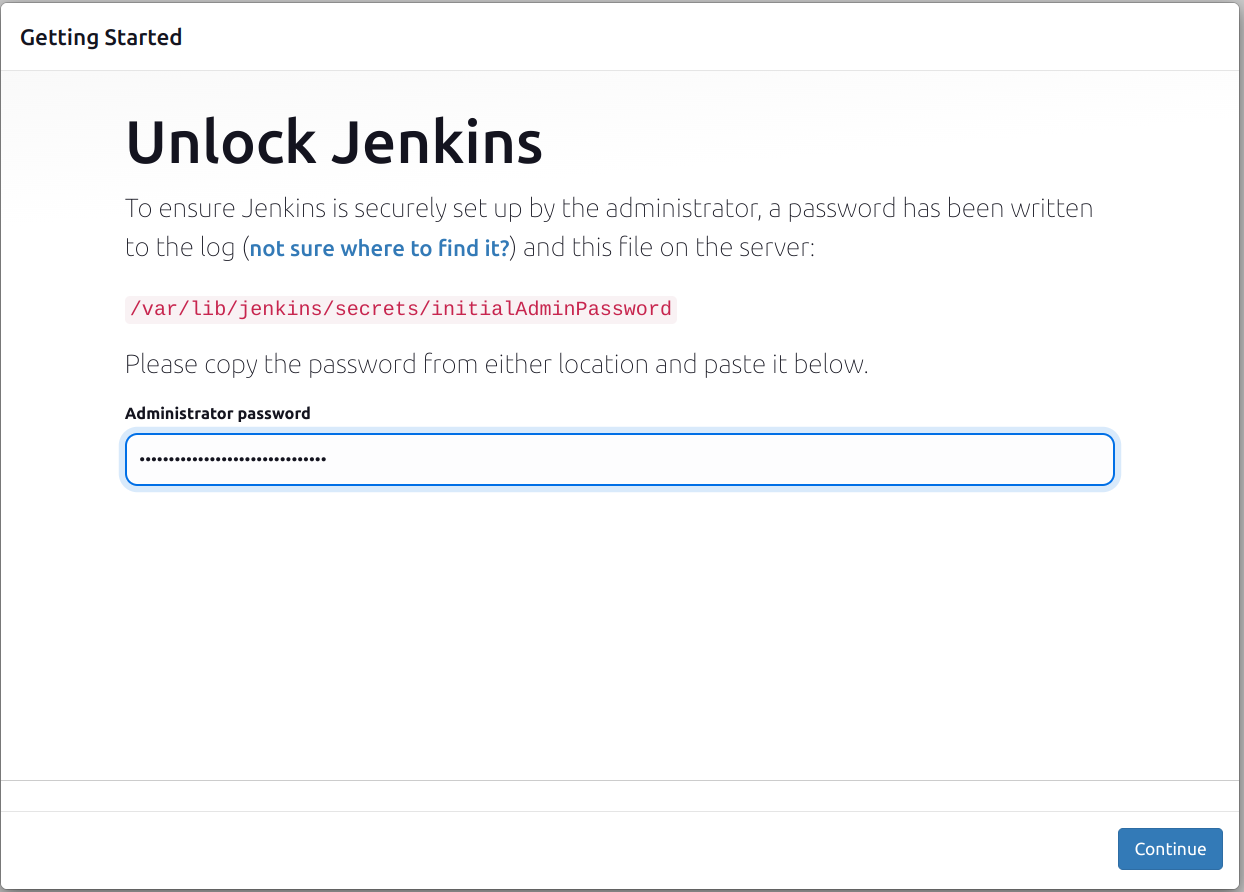 Getting Started
Unlock Jenkins
To ensure Jenkins is securely set up by the administrator, a password has been written
to the log (not sure where to find it?) and this file on the server:
/var/lib/jenkins/secrets/initialAdminPassword
Please copy the password from either location and paste it below.
Administrator password
••••••••••••••••••••••••••••••••
Continue